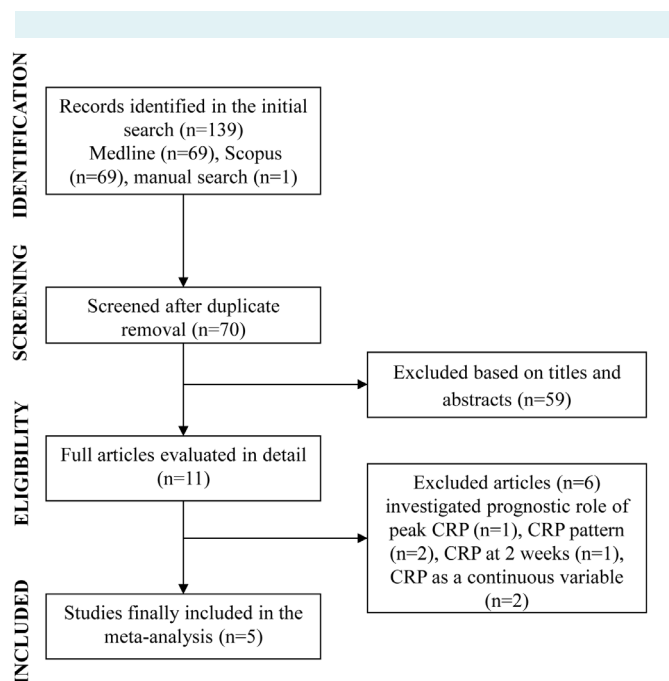 IDENTIFICATION
Records identified in the initial
search (n=139)
Medline (n=69), Scopus
(n=69), manual search (n=1)
SCREENING
Screened after duplicate
removal (n=70)
Excluded based on titles and
abstracts (n=59)
ELIGIBILITY
Full articles evaluated in detail
(n=11)
Excluded articles (n=6)
investigated prognostic role of
peak CRP (n=1), CRP pattern
(n=2), CRP at 2 weeks (n=1),
CRP as a continuous variable
(n=2)
INCLUDED
Studies finally included in the
meta-analysis (n=5)